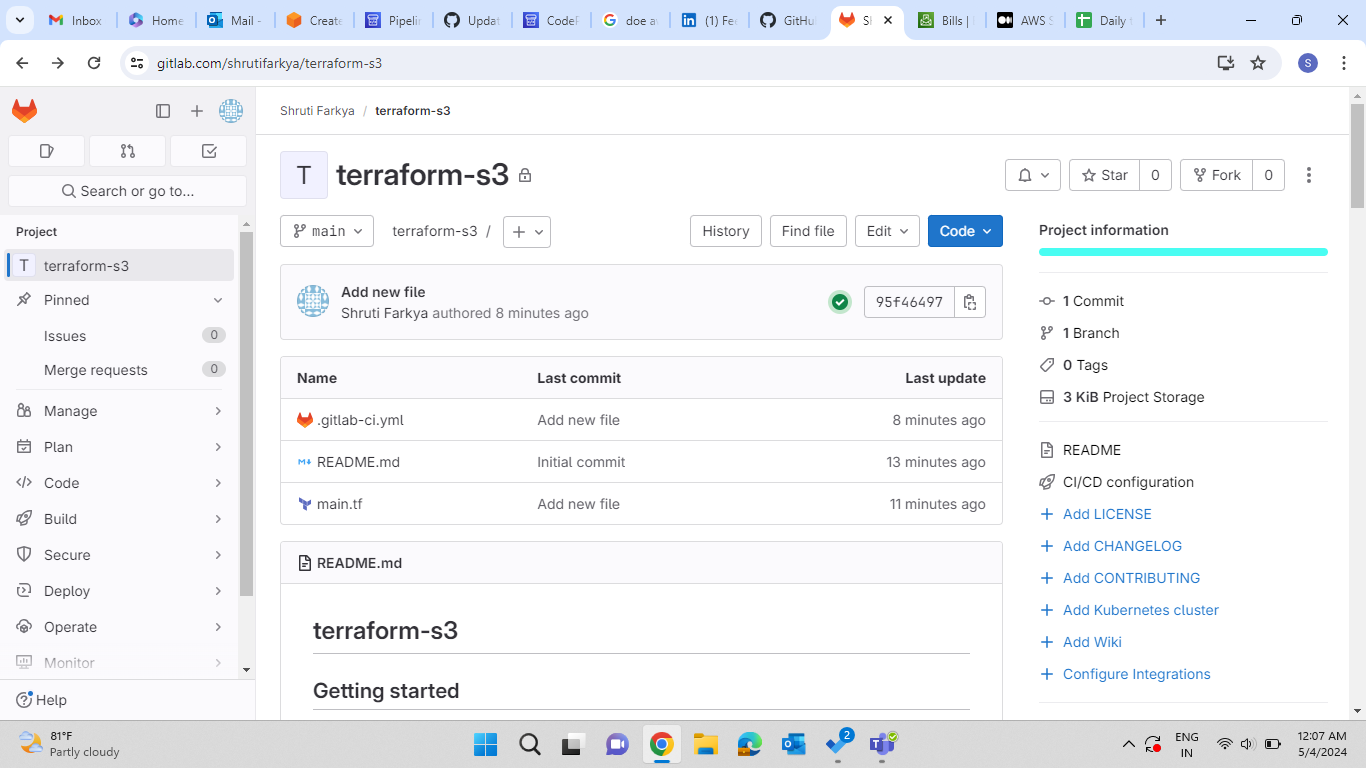 Inbox
Home
Mail -
Create
Pipelin
Updat
CodeP
doe a
(1) Fee
GitHu
Sh
Bills |
AWS S
Daily t
gitlab.com/shrutifarkya/terraform-s3
S
Shruti Farkya / terraform-s3
Search or go to...
Project
T terraform-s3
Pinned
Issues 0
Merge requests 0
Manage
Plan
Code
Build
Secure
Deploy
Operate
Monitor
Help
T terraform-s3
Star 0
Fork 0
main
terraform-s3 /
History
Find file
Edit
Code
Add new file
Shruti Farkya authored 8 minutes ago
95f46497
Name Last commit Last update
.gitlab-ci.yml Add new file 8 minutes ago
README.md Initial commit 13 minutes ago
main.tf Add new file 11 minutes ago
README.md
terraform-s3
Getting started
Project information
1 Commit
1 Branch
0 Tags
3 KiB Project Storage
README
CI/CD configuration
Add LICENSE
Add CHANGELOG
Add CONTRIBUTING
Add Kubernetes cluster
Add Wiki
Configure Integrations
81°F
Partly cloudy
2
ENG
IN
12:07 AM
5/4/2024